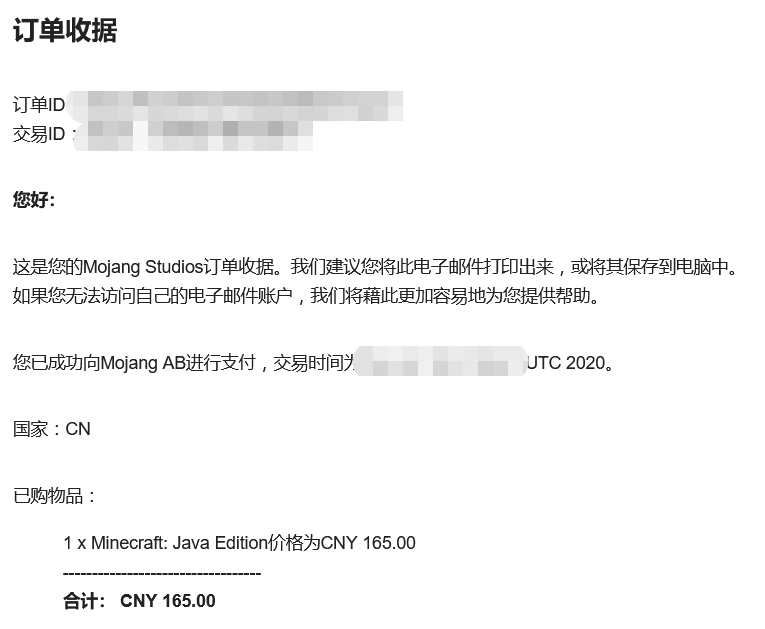 订单收据
订单ID
交易ID：
您好：
这是您的Mojang Studios订单收据。我们建议您将此电子邮件打印出来，或将其保存到电脑中。
如果您无法访问自己的电子邮件账户，我们将藉此更加容易地为您提供帮助。
您已成功向Mojang AB进行支付，交易时间为 UTC 2020。
国家：CN
已购物品：
1 x Minecraft: Java Edition价格为CNY 165.00
---------------------------------
合计： CNY 165.00